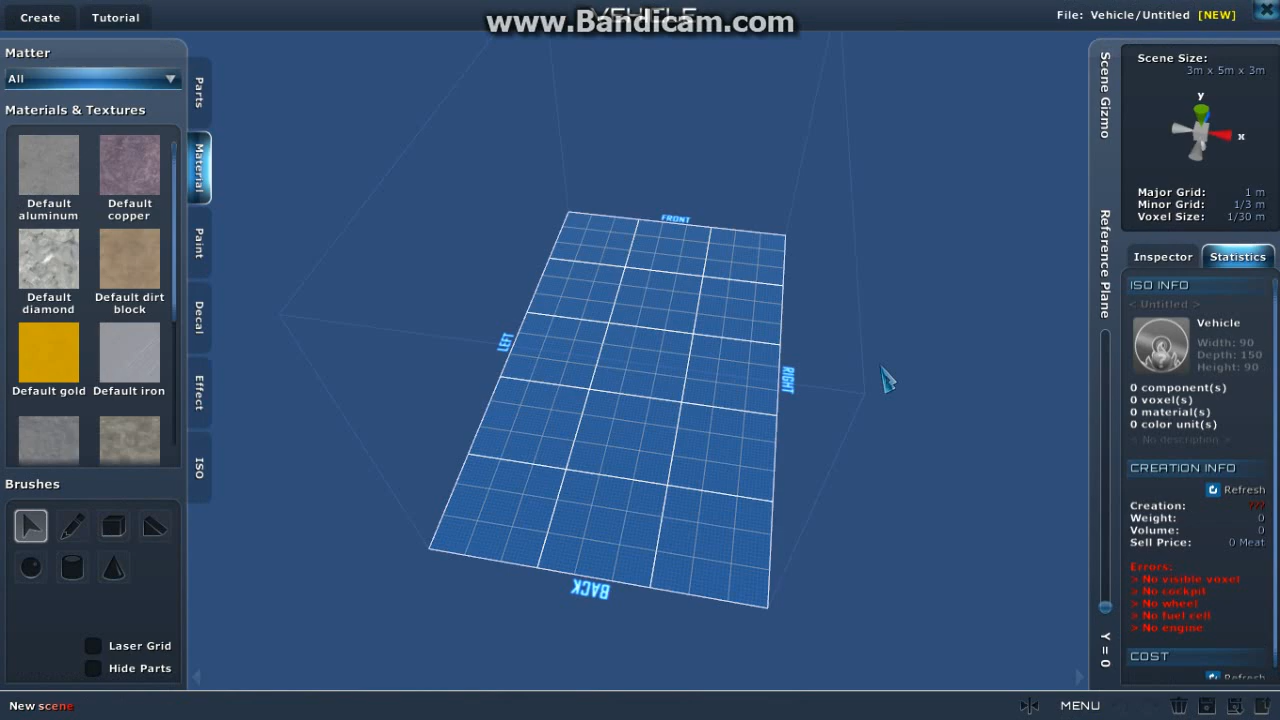 Create
Tutorial
VEHICLE
www.Bandicam.com
File: Vehicle/Untitled [NEW]
Matter
All
Materials & Textures
Default aluminum
Default copper
Default diamond
Default dirt block
Default gold
Default iron
Brushes
Laser Grid
Hide Parts
New scene
Parts
Material
Paint
Decal
Effect
ISO
FRONT
LEFT
RIGHT
BACK
Scene Gizmo
Reference Plane
Y = 0
Scene Size:
3m x 5m x 3m
y
x
Major Grid: 1 m
Minor Grid: 1/3 m
Voxel Size: 1/30 m
Inspector
Statistics
ISO INFO
< Untitled >
Vehicle
Width: 90
Depth: 150
Height: 90
0 component(s)
0 voxel(s)
0 material(s)
0 color unit(s)
< No description >
CREATION INFO
Refresh
Creation: ???
Weight: 0
Volume: 0
Sell Price: 0 Meat
Errors:
> No visible voxel
> No cockpit
> No wheel
> No fuel cell
> No engine
COST
Refresh
MENU